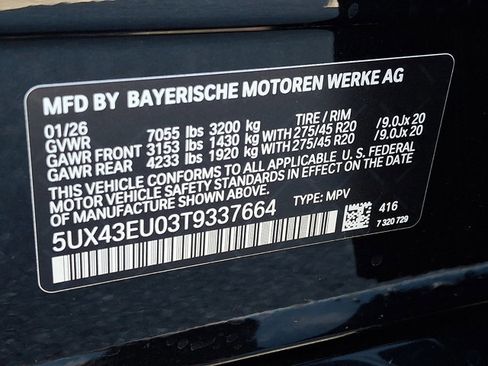 MFD BY BAYERISCHE MOTOREN WERKE AG
01/26 TIRE / RIM
GVWR 7055 lbs 3200 kg
GAWR FRONT 3153 lbs 1430 kg WITH 275/45 R20 /9.0Jx 20
GAWR REAR 4233 lbs 1920 kg WITH 275/45 R20 /9.0Jx 20
THIS VEHICLE CONFORMS TO ALL APPLICABLE U. S. FEDERAL
MOTOR VEHICLE SAFETY STANDARDS IN EFFECT ON THE
DATE OF MANUFACTURE SHOWN ABOVE.
5UX43EU03T9337664 TYPE: MPV
416
7 320 729